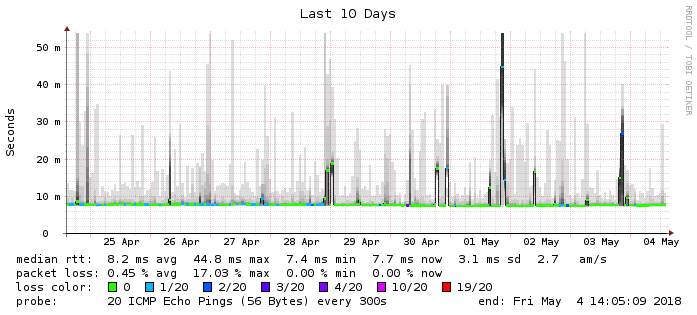 Last 10 Days
RRDTOOL / TOBI OETIKER
Seconds
50 m
40 m
30 m
20 m
10 m
0
25 Apr 26 Apr 27 Apr 28 Apr 29 Apr 30 Apr 01 May 02 May 03 May 04 May
median rtt: 8.2 ms avg 44.8 ms max 7.4 ms min 7.7 ms now 3.1 ms sd 2.7 am/s
packet loss: 0.45 % avg 17.03 % max 0.00 % min 0.00 % now
loss color: 0 1/20 2/20 3/20 4/20 10/20 19/20
probe: 20 ICMP Echo Pings (56 Bytes) every 300s end: Fri May 4 14:05:09 2018